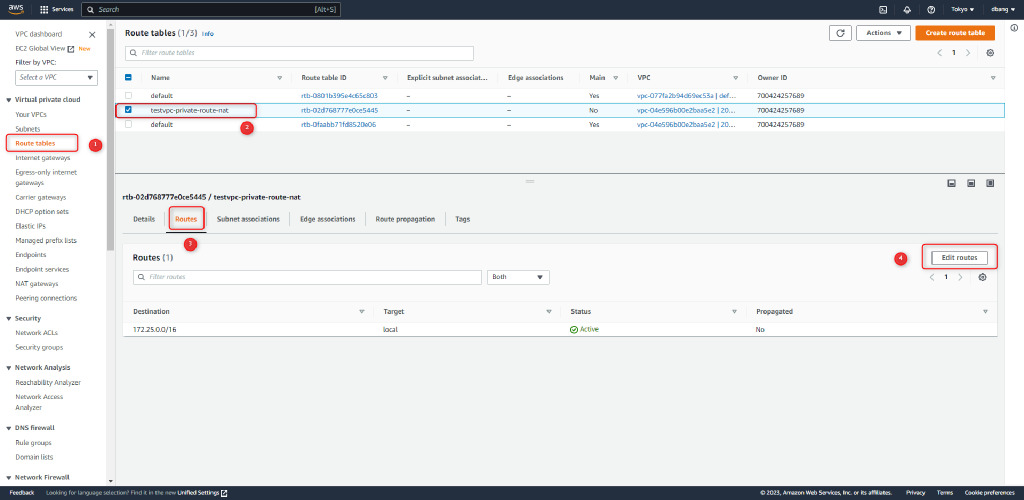 aws
Services
Search
[Alt+S]
Tokyo
dbang
VPC dashboard
EC2 Global View New
Filter by VPC:
Select a VPC
Virtual private cloud
Your VPCs
Subnets
Route tables
Internet gateways
Egress-only internet
gateways
Carrier gateways
DHCP option sets
Elastic IPs
Managed prefix lists
Endpoints
Endpoint services
NAT gateways
Peering connections
Security
Network ACLs
Security groups
Network Analysis
Reachability Analyzer
Network Access
Analyzer
DNS firewall
Rule groups
Domain lists
Network Firewall
1
Route tables (1/3) Info
Actions
Create route table
Filter route tables
1
Name Route table ID Explicit subnet associat... Edge associations Main VPC Owner ID
default rtb-0801b395e4c65c803 – – Yes vpc-077fa2b94d69ec53a | def... 700424257689
testvpc-private-route-nat rtb-02d768777e0ce5445 – – No vpc-04e596b00e2baa5e2 | 20... 700424257689
default rtb-0faabb71fd8520e06 – – Yes vpc-04e596b00e2baa5e2 | 20... 700424257689
2
rtb-02d768777e0ce5445 / testvpc-private-route-nat
Details Routes Subnet associations Edge associations Route propagation Tags
3
Routes (1)
4
Edit routes
Filter routes
Both
1
Destination Target Status Propagated
172.25.0.0/16 local Active No
Feedback Looking for language selection? Find it in the new Unified Settings
© 2023, Amazon Web Services, Inc. or its affiliates. Privacy Terms Cookie preferences